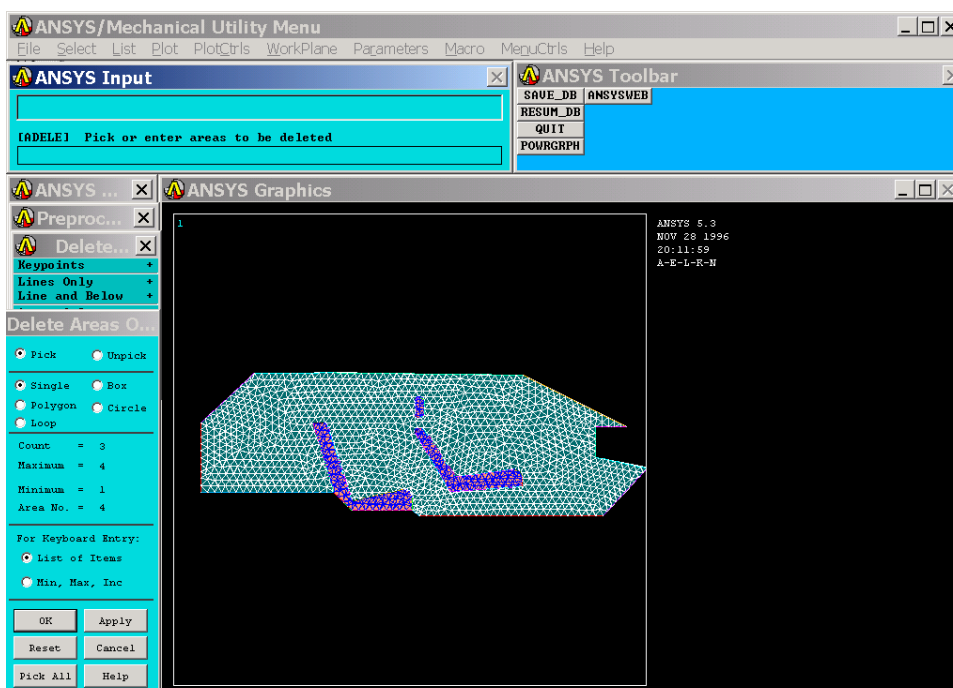 ANSYS/Mechanical Utility Menu
File Select List Plot PlotCtrls WorkPlane Parameters Macro MenuCtrls Help
ANSYS Input
[ADELE] Pick or enter areas to be deleted
ANSYS Toolbar
SAVE_DB ANSYSWEB
RESUM_DB
QUIT
POWRGRPH
ANSYS ...
Preproc...
Delete...
Keypoints +
Lines Only +
Line and Below +
Delete Areas O...
Pick Unpick
Single Box
Polygon Circle
Loop
Count = 3
Maximum = 4
Minimum = 1
Area No. = 4
For Keyboard Entry:
List of Items
Min, Max, Inc
OK Apply
Reset Cancel
Pick All Help
ANSYS Graphics
1
ANSYS 5.3
NOV 28 1996
20:11:59
A-E-L-R-N